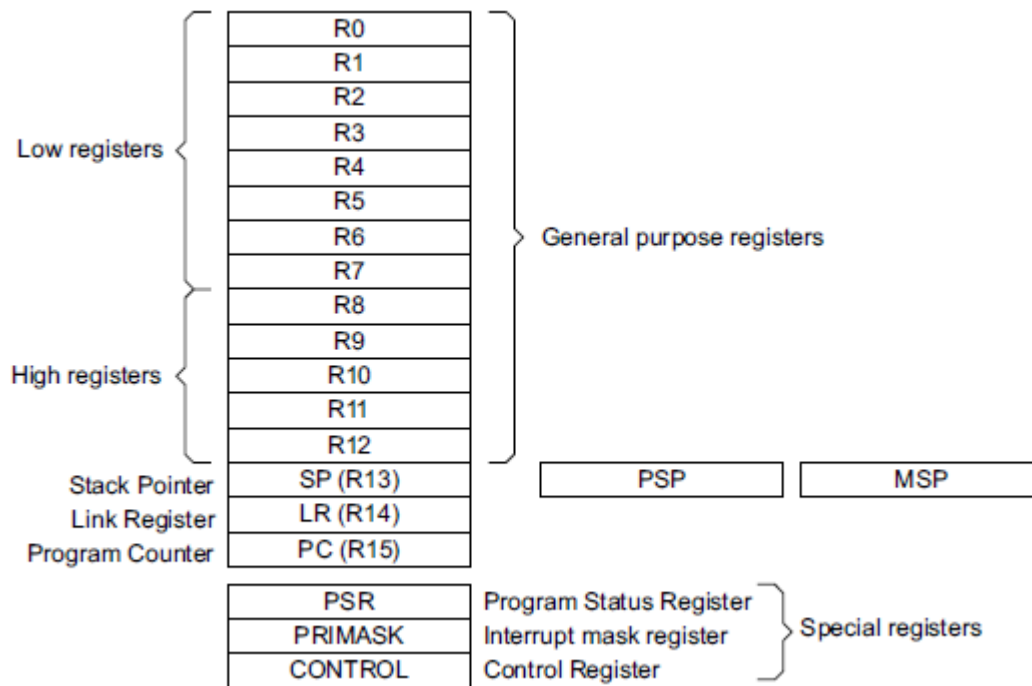 R0
R1
R2
Low registers
R3
R4
R5
R6
General purpose registers
R7
R8
R9
High registers
R10
R11
R12
Stack Pointer SP (R13) PSP MSP
Link Register LR (R14)
Program Counter PC (R15)
PSR Program Status Register
PRIMASK Interrupt mask register Special registers
CONTROL Control Register